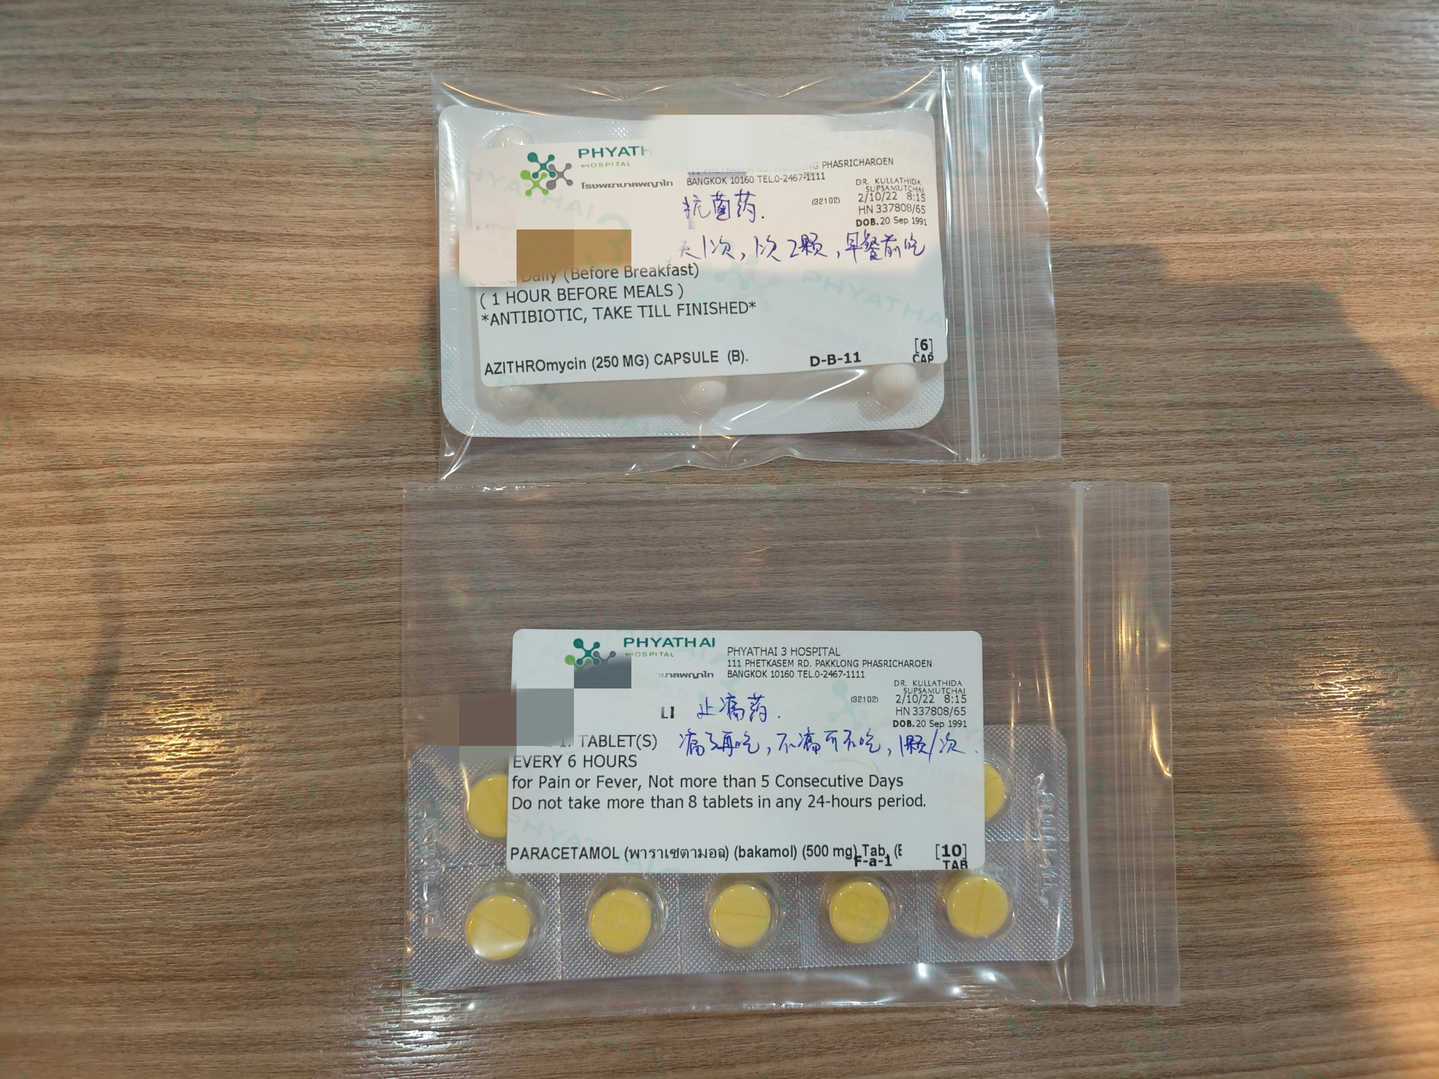 PHYATH
HOSPITAL
PHASRICHAROEN
BANGKOK 10160 TEL.0-2467-1111
โรงพยาบาลพญาไท
DR. KULLATHIDA
SUPSAMUTCHAI
(32102) 2/10/22 8:15
HN 337808/65
DOB. 20 Sep 1991
抗菌药.
天1次，1次2颗，早餐前吃
Daily (Before Breakfast)
( 1 HOUR BEFORE MEALS )
*ANTIBIOTIC, TAKE TILL FINISHED*
[6]
AZITHROmycin (250 MG) CAPSULE (B). D-B-11 CAP
PHYATHAI
HOSPITAL
PHYATHAI 3 HOSPITAL
111 PHETKASEM RD. PAKKLONG PHASRICHAROEN
BANGKOK 10160 TEL.0-2467-1111
าบาลพญาไท
DR. KULLATHIDA
SUPSAMUTCHAI
(32102) 2/10/22 8:15
HN 337808/65
DOB. 20 Sep 1991
LI 止痛药.
1. TABLET(S) 痛了再吃，不痛可不吃，1颗/次.
EVERY 6 HOURS
for Pain or Fever, Not more than 5 Consecutive Days
Do not take more than 8 tablets in any 24-hours period.
PARACETAMOL (พาราเซตามอล) (bakamol) (500 mg) Tab. [10]
F-a-1 TAB